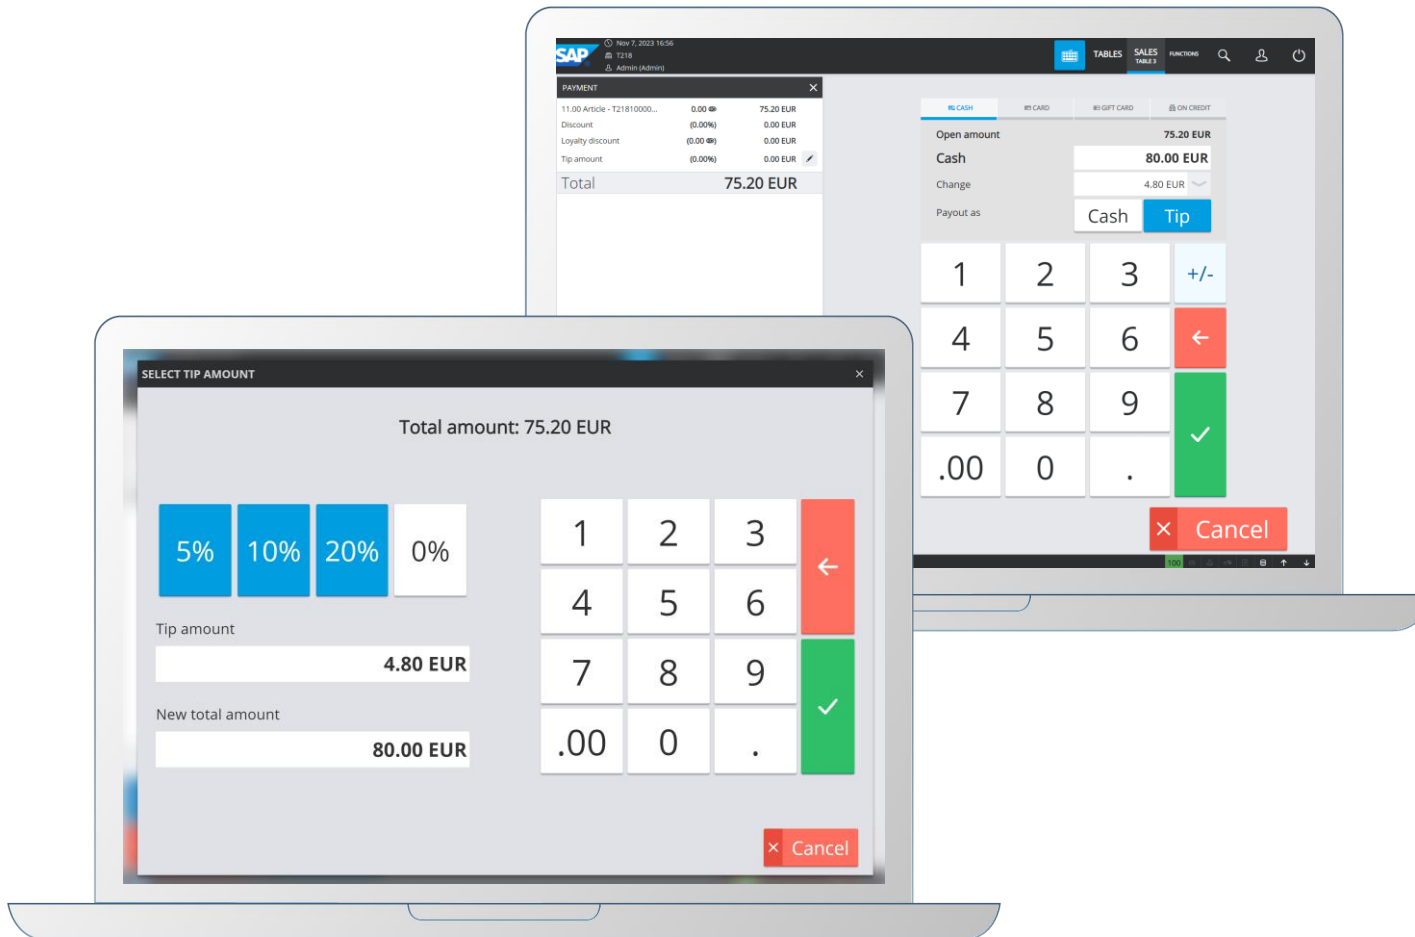 SAP
Nov 7, 2023 16:56
T218
Admin (Admin)
TABLES
SALES
TABLE 3
FUNCTIONS
PAYMENT
11.00 Article - T21810000... 0.00 75.20 EUR
Discount (0.00%) 0.00 EUR
Loyalty discount (0.00 ) 0.00 EUR
Tip amount (0.00%) 0.00 EUR
Total 75.20 EUR
CASH
CARD
GIFT CARD
ON CREDIT
Open amount 75.20 EUR
Cash 80.00 EUR
Change 4.80 EUR
Payout as Cash Tip
1 2 3 +/-
4 5 6
7 8 9
.00 0 .
Cancel
100
SELECT TIP AMOUNT
Total amount: 75.20 EUR
5% 10% 20% 0%
Tip amount
4.80 EUR
New total amount
80.00 EUR
1 2 3
4 5 6
7 8 9
.00 0 .
Cancel